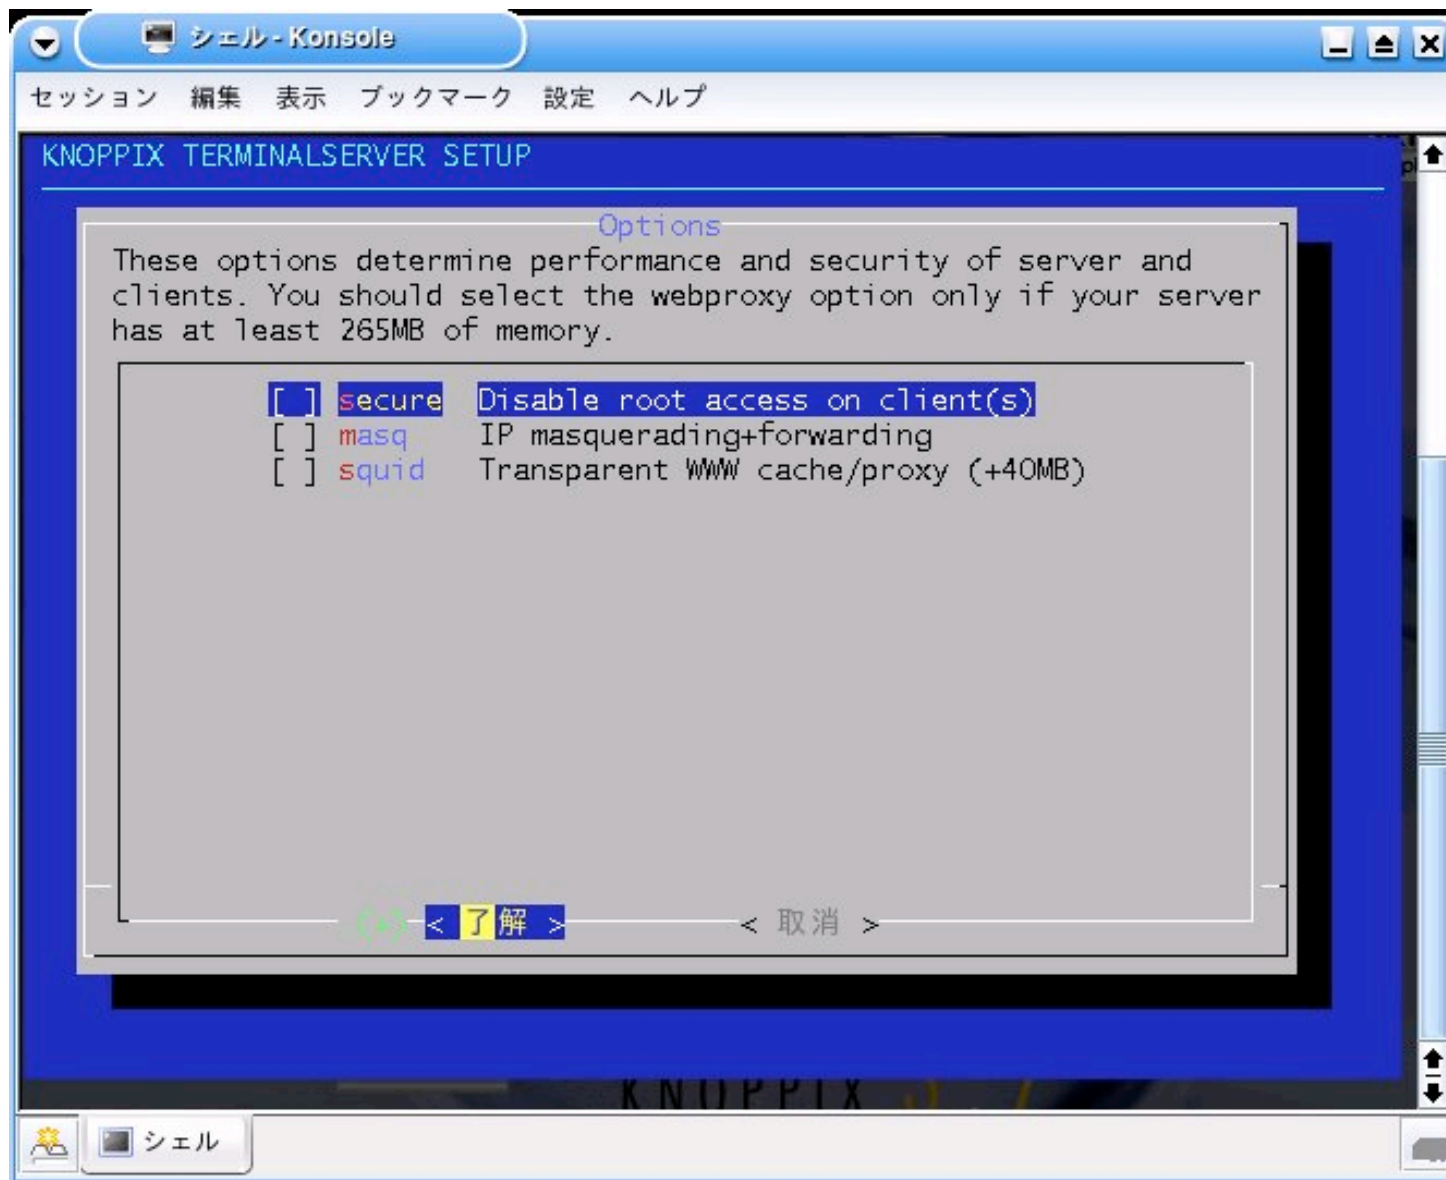 シェル - Konsole
セッション 編集 表示 ブックマーク 設定 ヘルプ
KNOPPIX TERMINALSERVER SETUP
Options
These options determine performance and security of server and
clients. You should select the webproxy option only if your server
has at least 265MB of memory.
[ ] secure Disable root access on client(s)
[ ] masq IP masquerading+forwarding
[ ] squid Transparent WWW cache/proxy (+40MB)
(+) < 了解 > < 取消 >
KNOPPIX 3.7
シェル